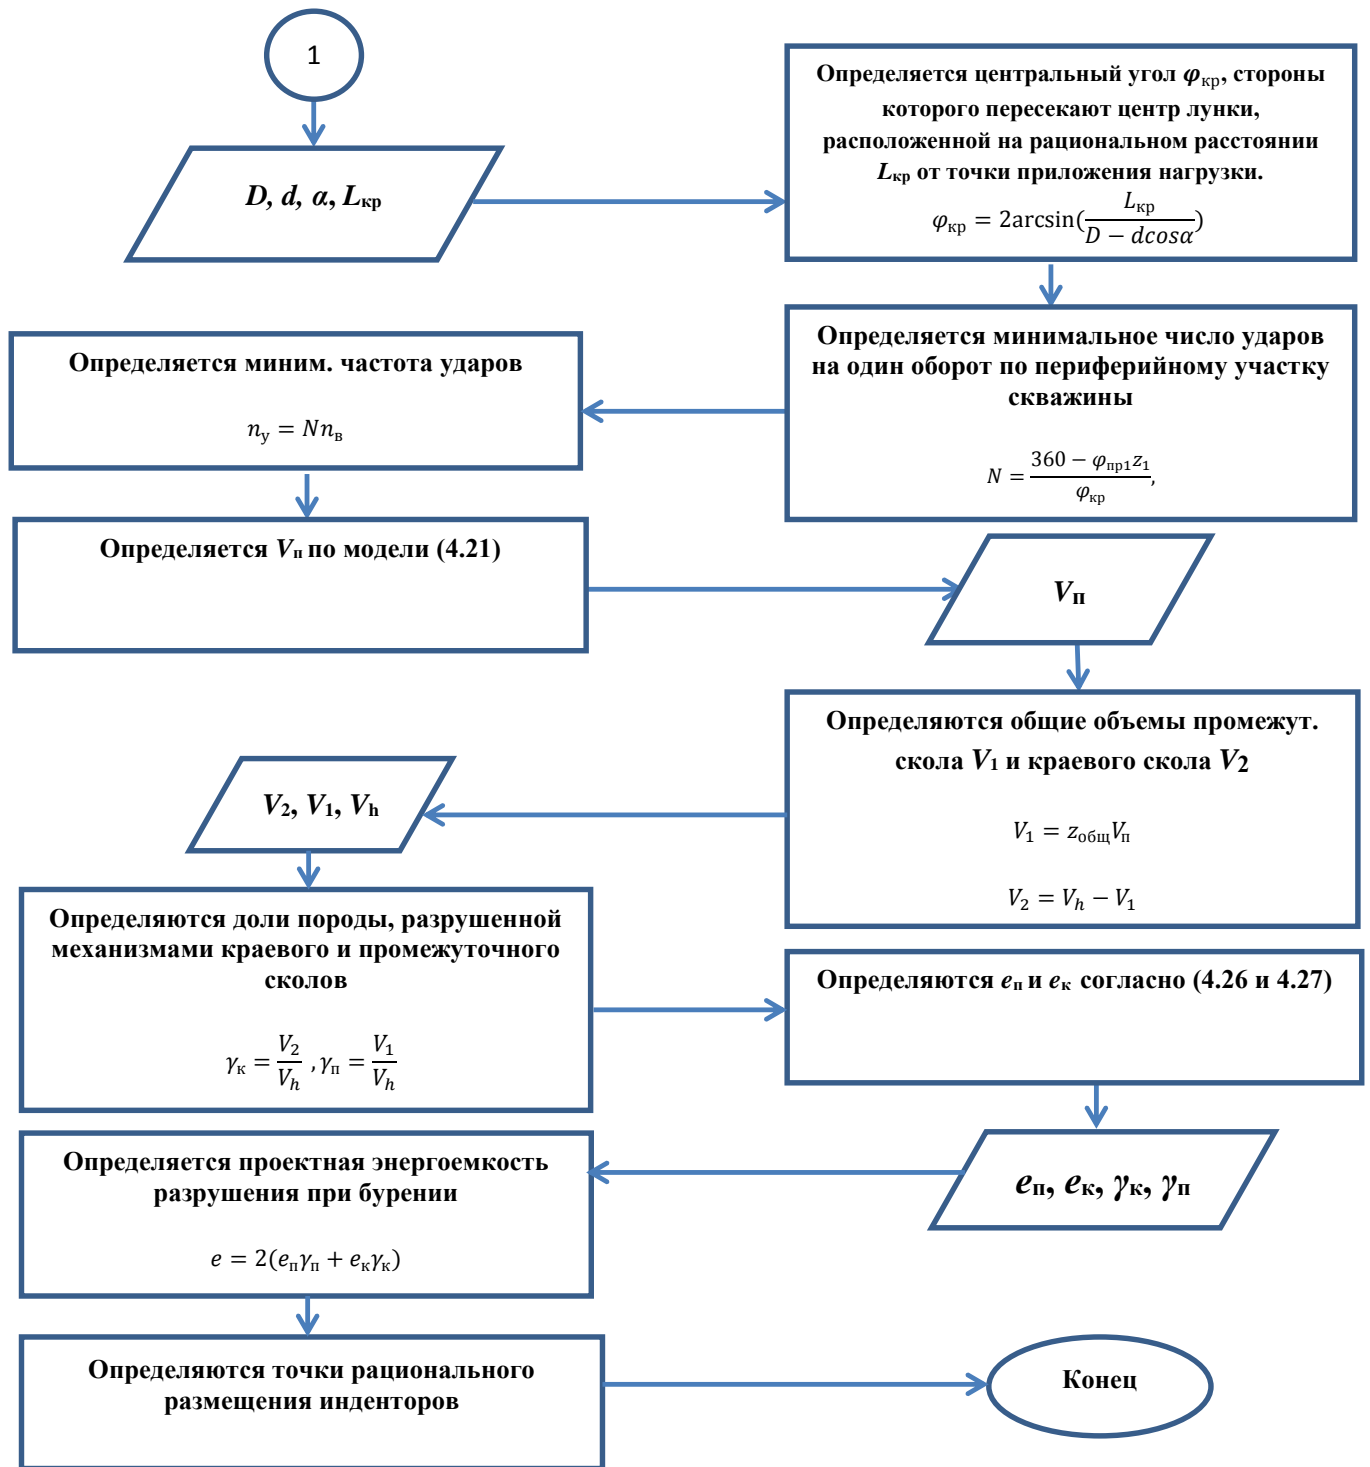 1
D, d, α, Lкр
Определяется центральный угол φкр, стороны
которого пересекают центр лунки,
расположенной на рациональном расстоянии
Lкр от точки приложения нагрузки.
φкр = 2arcsin(Lкр / (D − dcosα))
Определяется минимальное число ударов
на один оборот по периферийному участку
скважины
N = (360 − φпр1z1) / φкр,
Определяется миним. частота ударов
nу = Nnв
Определяется Vп по модели (4.21)
Vп
Определяются общие объемы промежут.
скола V1 и краевого скола V2
V1 = zобщVп
V2 = Vh − V1
V2, V1, Vh
Определяются доли породы, разрушенной
механизмами краевого и промежуточного
сколов
γк = V2 / Vh , γп = V1 / Vh
Определяются eп и eк согласно (4.26 и 4.27)
eп, eк, γк, γп
Определяется проектная энергоемкость
разрушения при бурении
e = 2(eпγп + eкγк)
Определяются точки рационального
размещения инденторов
Конец